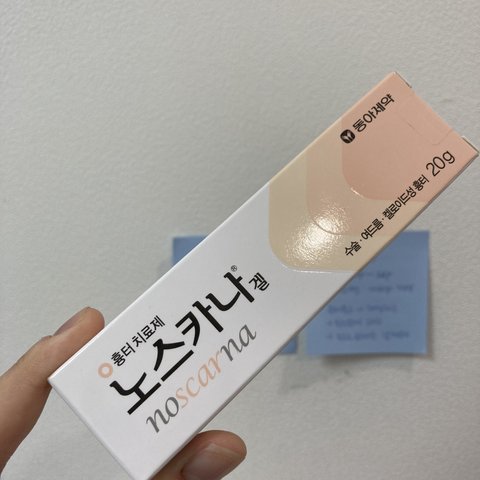 흉터 치료제
노스카나® 겔
noscarna
동아제약
수술·여드름·켈로이드성 흉터 20g